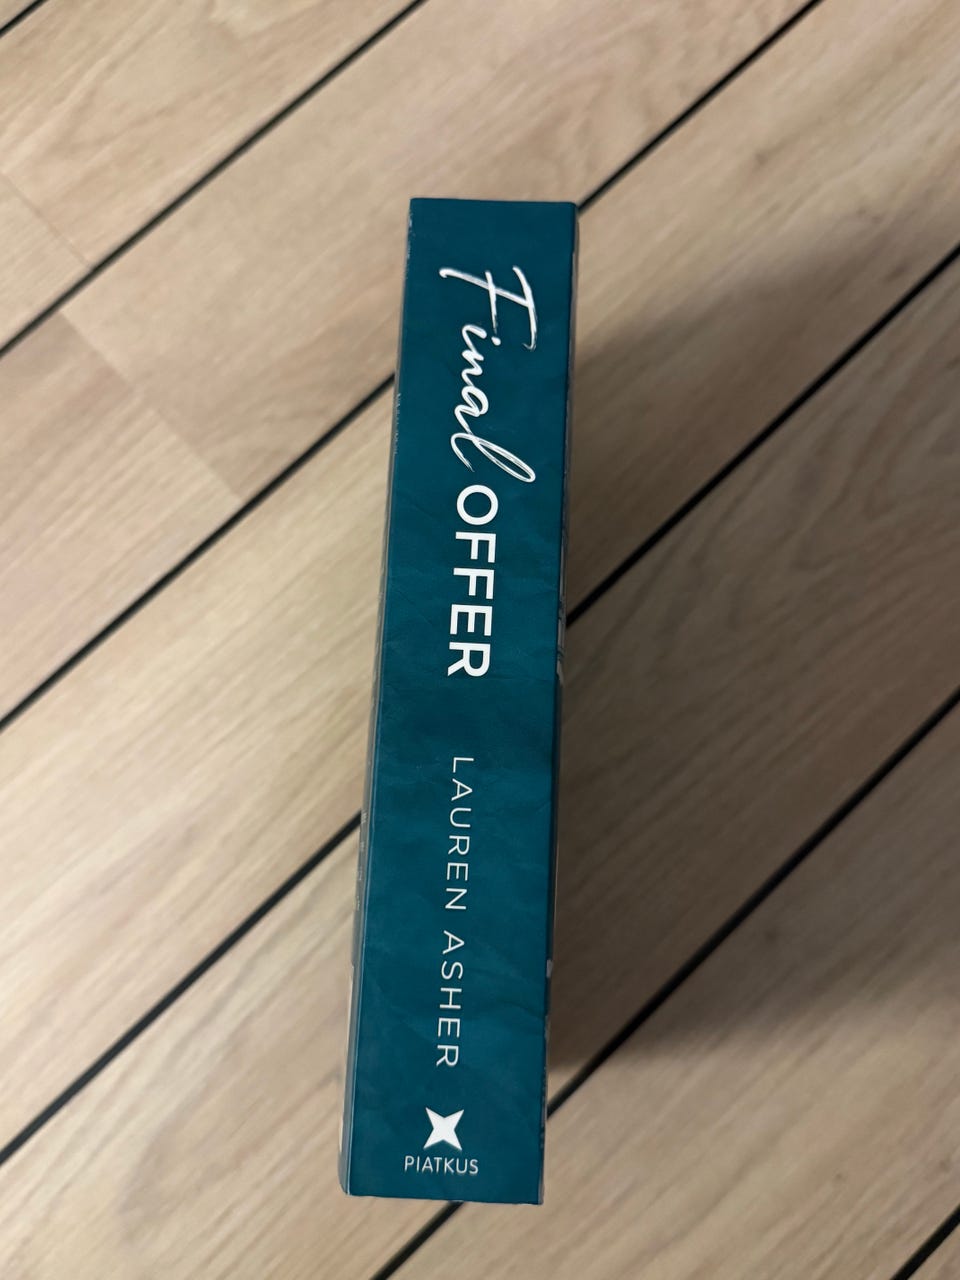 Final OFFER
LAUREN ASHER
PIATKUS